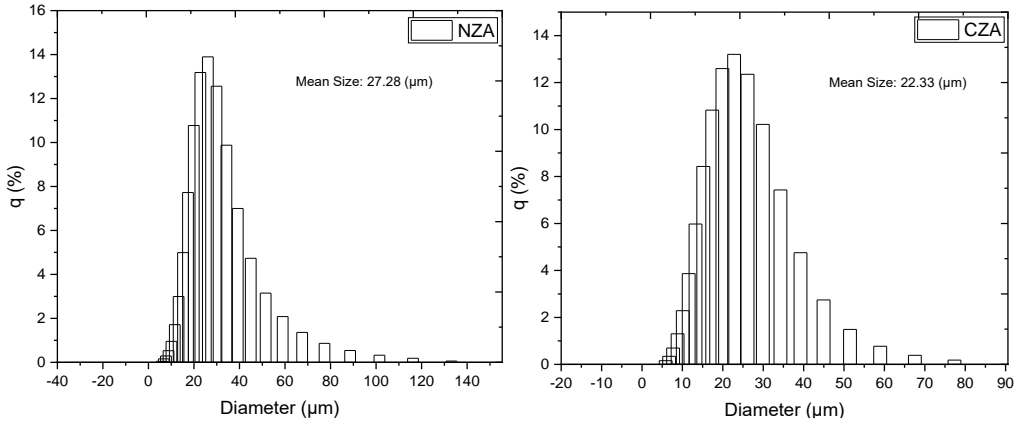 16
14
12
10
8
6
4
2
0
q (%)
NZA
Mean Size: 27.28 (µm)
-40 -20 0 20 40 60 80 100 120 140
Diameter (µm)
14
12
10
8
6
4
2
0
q (%)
CZA
Mean Size: 22.33 (µm)
-20 -10 0 10 20 30 40 50 60 70 80 90
Diameter (µm)